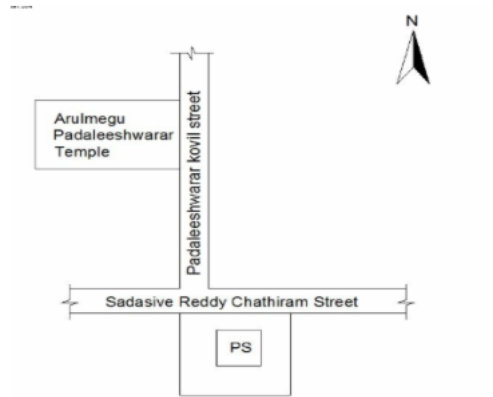 N
Arulmegu
Padaleeshwarar
Temple
Padaleeshwarar kovil street
Sadasive Reddy Chathiram Street
PS